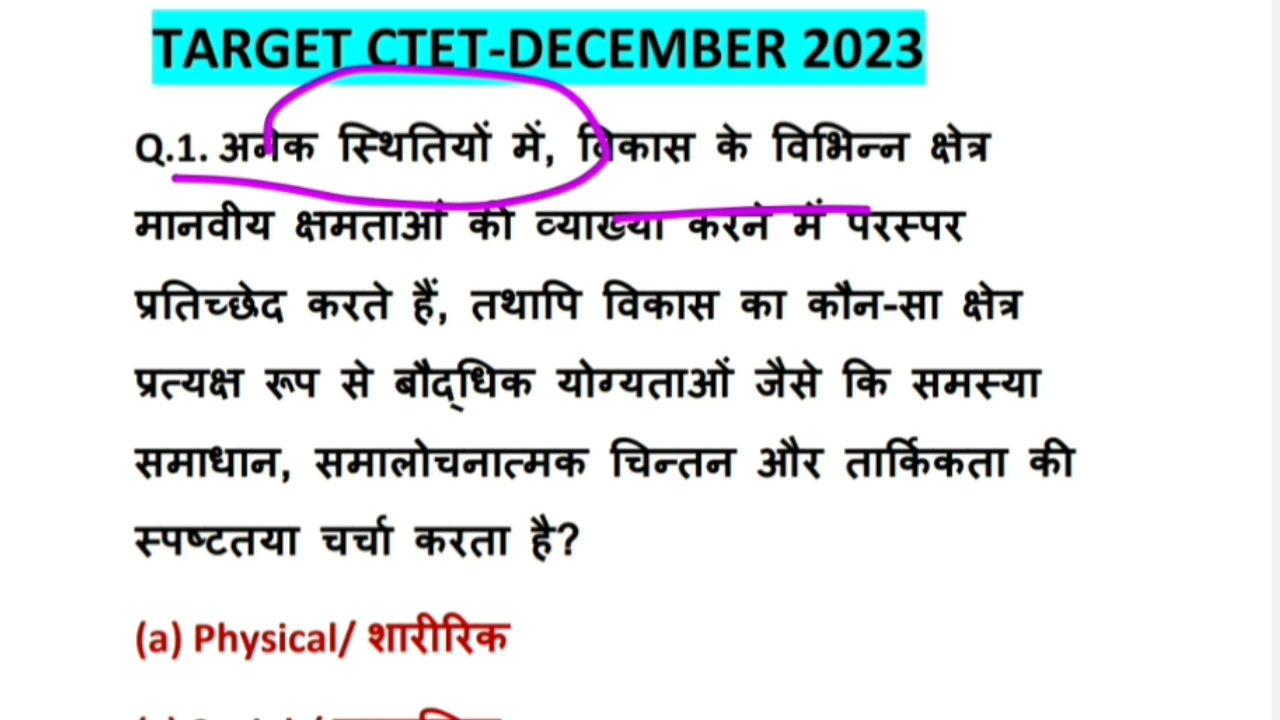 TARGET CTET-DECEMBER 2023
Q.1. अनेक स्थितियों में, विकास के विभिन्न क्षेत्र
मानवीय क्षमताओं की व्याख्या करने में परस्पर
प्रतिच्छेद करते हैं, तथापि विकास का कौन-सा क्षेत्र
प्रत्यक्ष रूप से बौद्धिक योग्यताओं जैसे कि समस्या
समाधान, समालोचनात्मक चिन्तन और तार्किकता की
स्पष्टतया चर्चा करता है?
(a) Physical/ शारीरिक